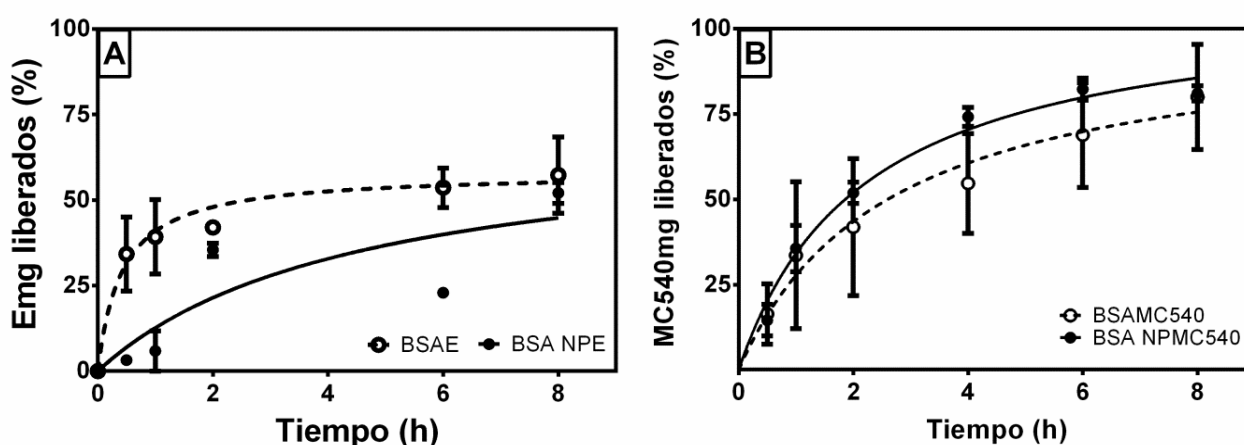 A
Emg liberados (%)
100
75
50
25
0
0 2 4 6 8
Tiempo (h)
BSAE BSA NPE
B
MC540mg liberados (%)
100
75
50
25
0 2 4 6 8
Tiempo (h)
BSAMC540
BSA NPMC540